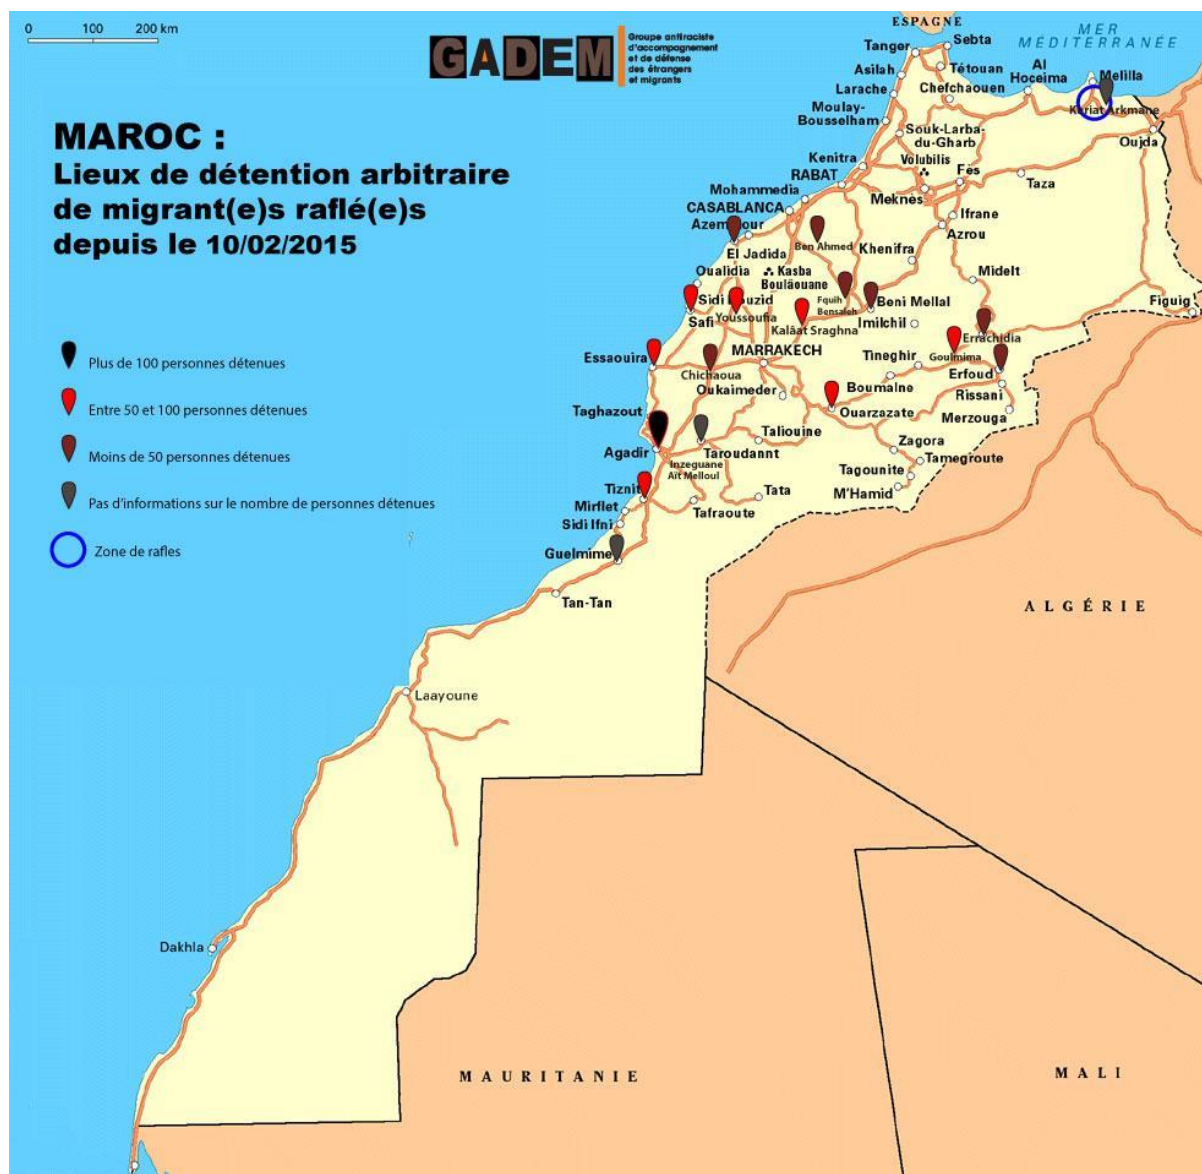 0 100 200 km
GADEM
Groupe antiraciste
d'accompagnement
et de défense
des étrangers
et migrants
MAROC :
Lieux de détention arbitraire
de migrant(e)s raflé(e)s
depuis le 10/02/2015
Plus de 100 personnes détenues
Entre 50 et 100 personnes détenues
Moins de 50 personnes détenues
Pas d'informations sur le nombre de personnes détenues
Zone de rafles
ESPAGNE
MER
MÉDITERRANÉE
Tanger
Sebta
Asilah
Tétouan
Al
Hoceima
Melilla
Larache
Chefchaouen
Kariat Arkmane
Moulay-
Bousselham
Souk-Larba-
du-Gharb
Oujda
Kenitra
Volubilis
RABAT
Fès
Taza
Mohammedia
Meknès
CASABLANCA
Ifrane
Azemmour
Azrou
Ben Ahmed
El Jadida
Khenifra
Oualidia
Kasba
Boulâouane
Midelt
Sidi Bouzid
Fquih
Bensaleh
Beni Mellal
Figuig
Safi
Youssoufia
Kalâat Sraghna
Imilchil
Errachidia
Essaouira
MARRAKECH
Tineghir
Goulmima
Chichaoua
Erfoud
Oukaimeder
Boumalne
Rissani
Taghazout
Ouarzazate
Merzouga
Taliouine
Zagora
Agadir
Taroudannt
Tamegroute
Inzeguane
Aït Melloul
Tagounite
Tiznit
Tata
M'Hamid
Mirflet
Tafraoute
Sidi Ifni
Guelmime
Tan-Tan
ALGÉRIE
Laayoune
Dakhla
MAURITANIE
MALI